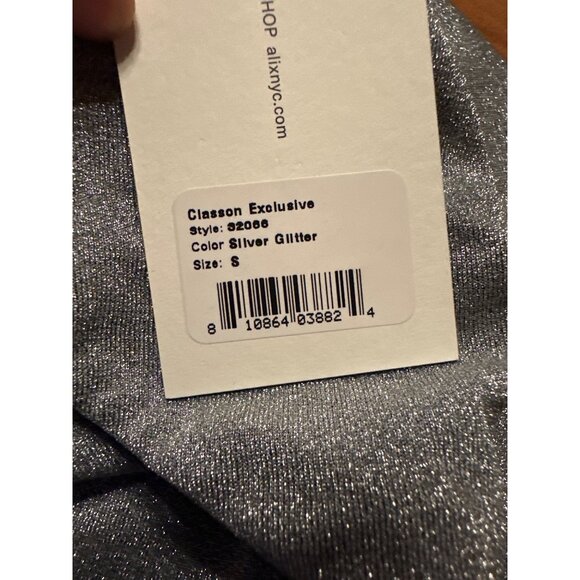 HOP alixnyc.com
Classon Exclusive
Style: 32066
Color Silver Glitter
Size: S
8 10864 03882 4